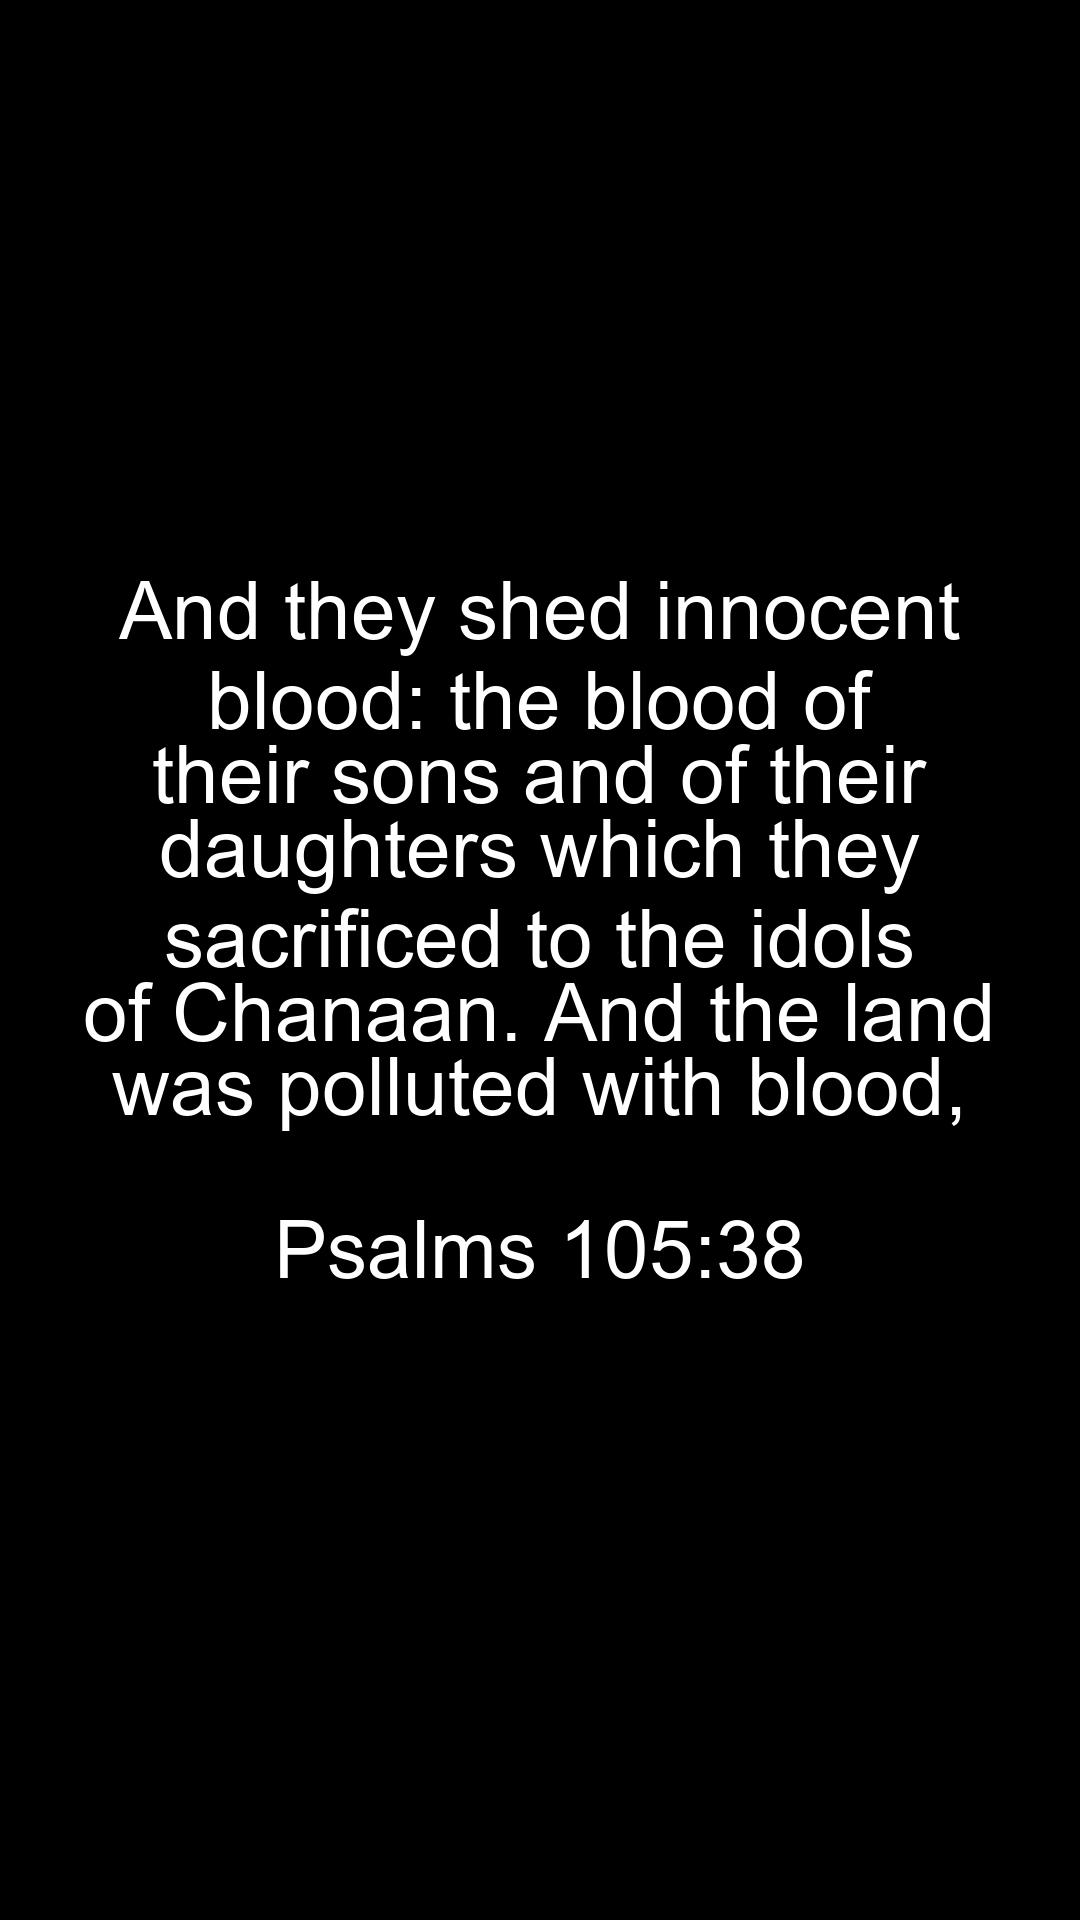 And they shed innocent
blood: the blood of
their sons and of their
daughters which they
sacrificed to the idols
of Chanaan. And the land
was polluted with blood,
Psalms 105:38